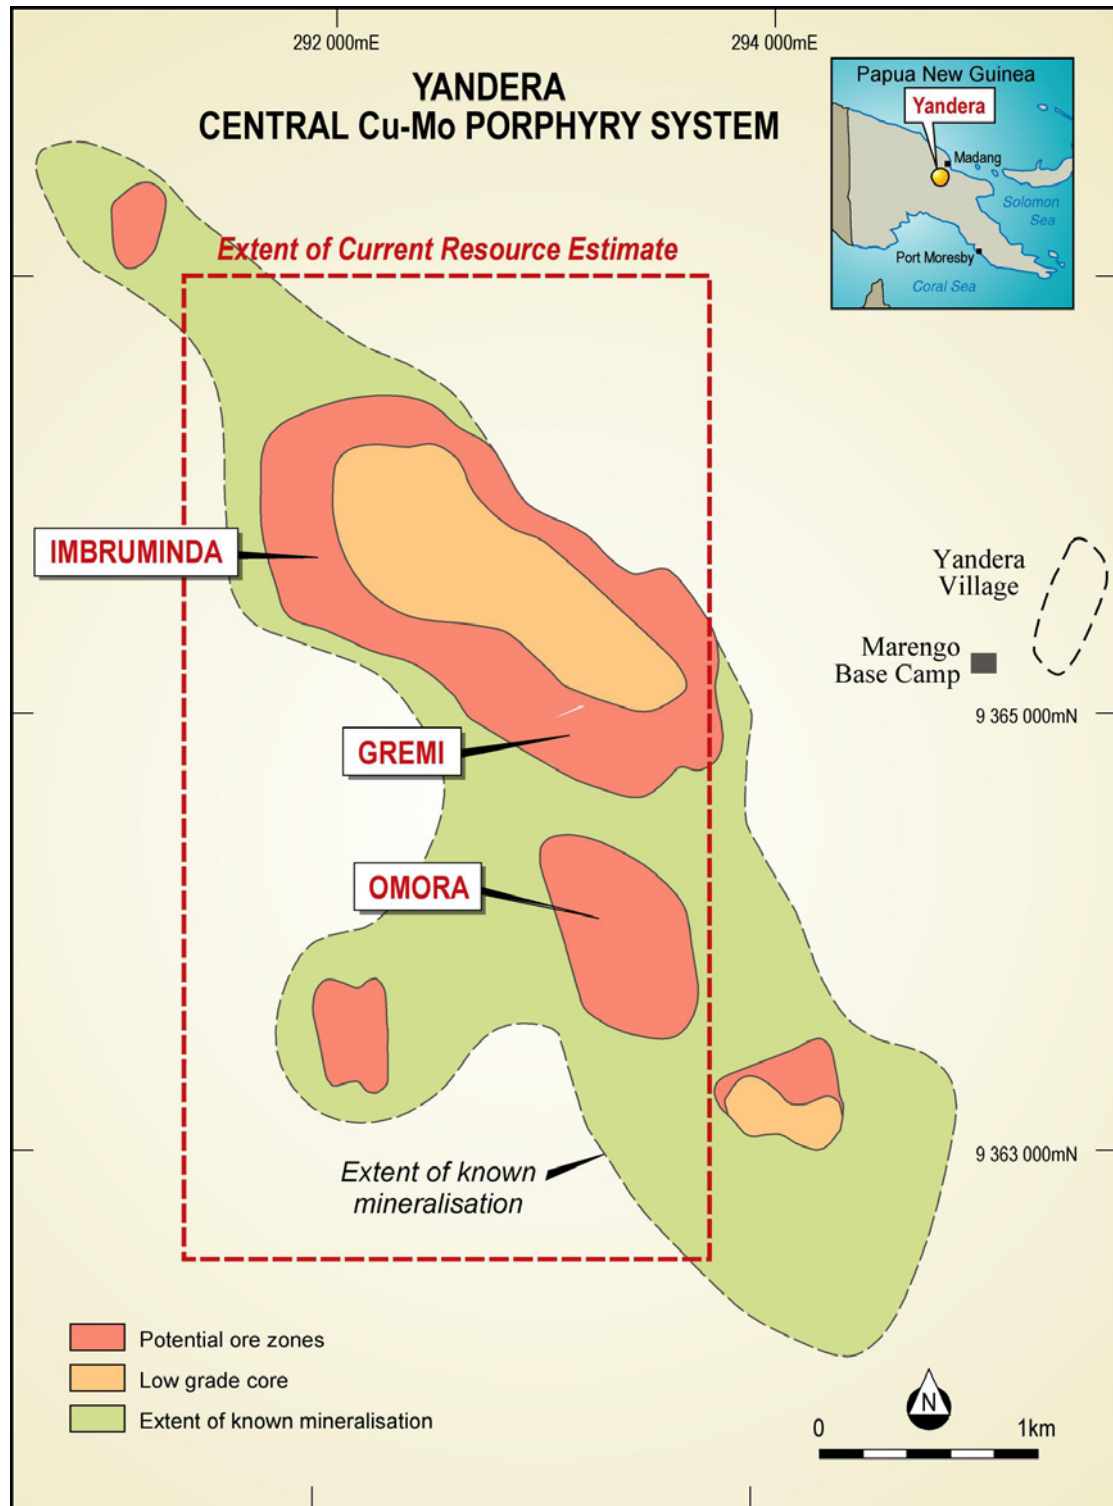 292 000mE
294 000mE
YANDERA
CENTRAL Cu-Mo PORPHYRY SYSTEM
Papua New Guinea
Yandera
Madang
Solomon
Sea
Port Moresby
Coral Sea
Extent of Current Resource Estimate
IMBRUMINDA
Yandera
Village
Marengo
Base Camp
9 365 000mN
GREMI
OMORA
9 363 000mN
Extent of known
mineralisation
Potential ore zones
Low grade core
Extent of known mineralisation
N
0 1km